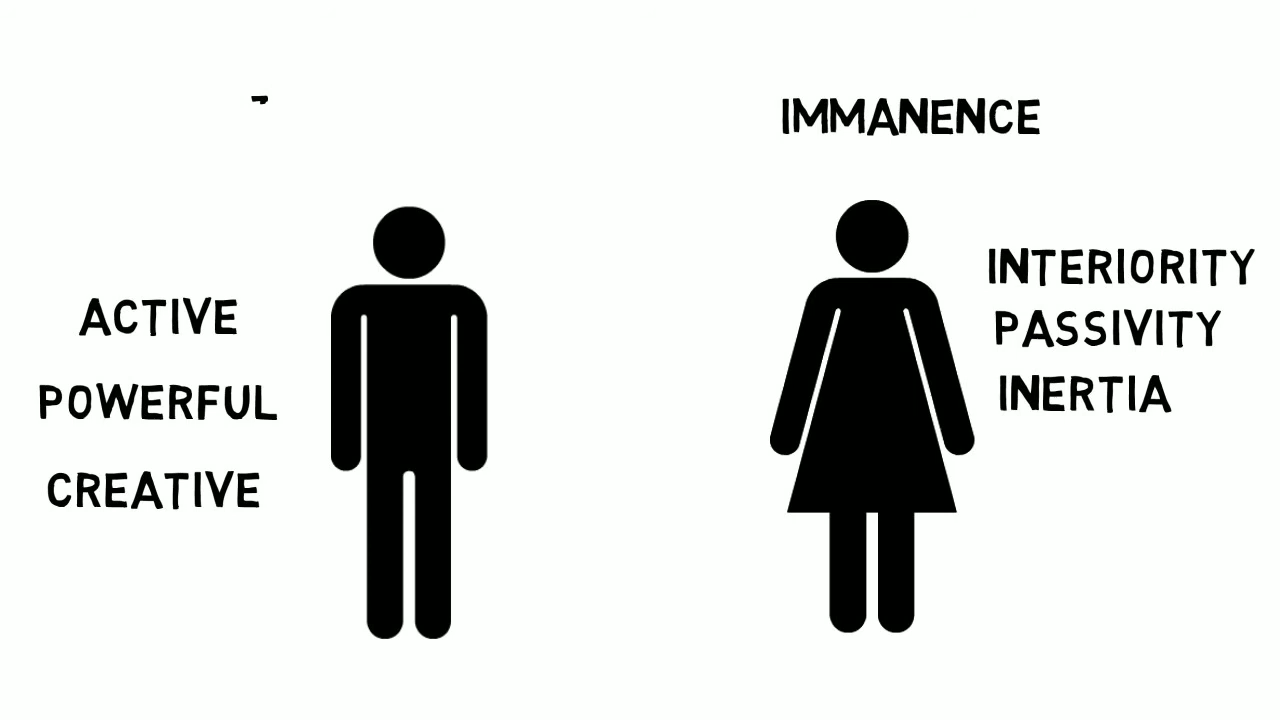 IMMANENCE
ACTIVE
POWERFUL
CREATIVE
INTERIORITY
PASSIVITY
INERTIA